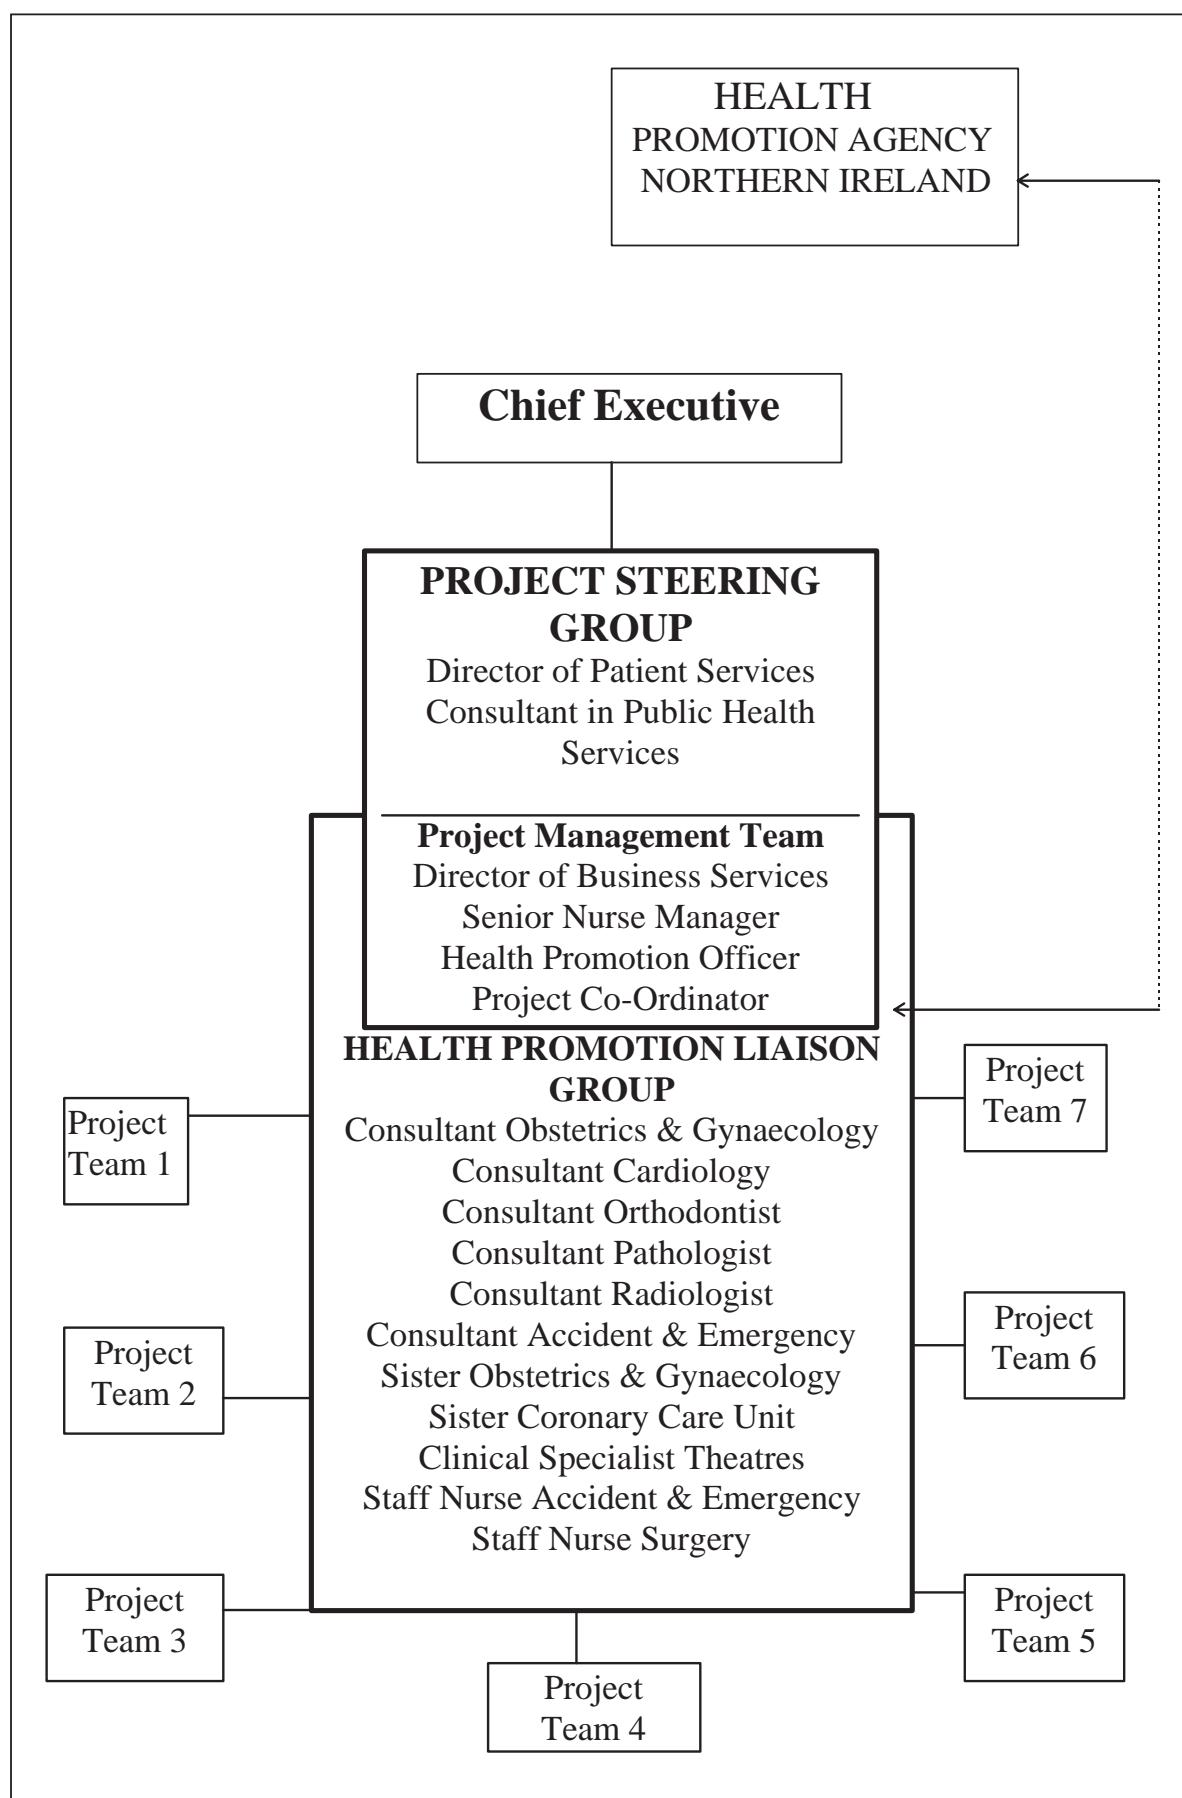 HEALTH
PROMOTION AGENCY
NORTHERN IRELAND
Chief Executive
PROJECT STEERING
GROUP
Director of Patient Services
Consultant in Public Health
Services
Project Management Team
Director of Business Services
Senior Nurse Manager
Health Promotion Officer
Project Co-Ordinator
HEALTH PROMOTION LIAISON
GROUP
Consultant Obstetrics & Gynaecology
Consultant Cardiology
Consultant Orthodontist
Consultant Pathologist
Consultant Radiologist
Consultant Accident & Emergency
Sister Obstetrics & Gynaecology
Sister Coronary Care Unit
Clinical Specialist Theatres
Staff Nurse Accident & Emergency
Staff Nurse Surgery
Project
Team 1
Project
Team 2
Project
Team 3
Project
Team 4
Project
Team 5
Project
Team 6
Project
Team 7